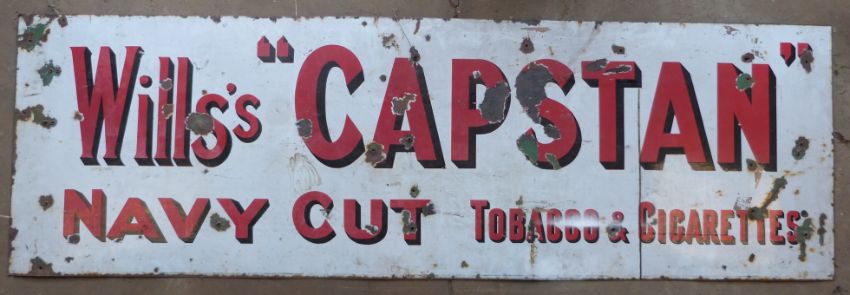 Wills's "CAPSTAN"
NAVY CUT TOBACCO & CIGARETTES